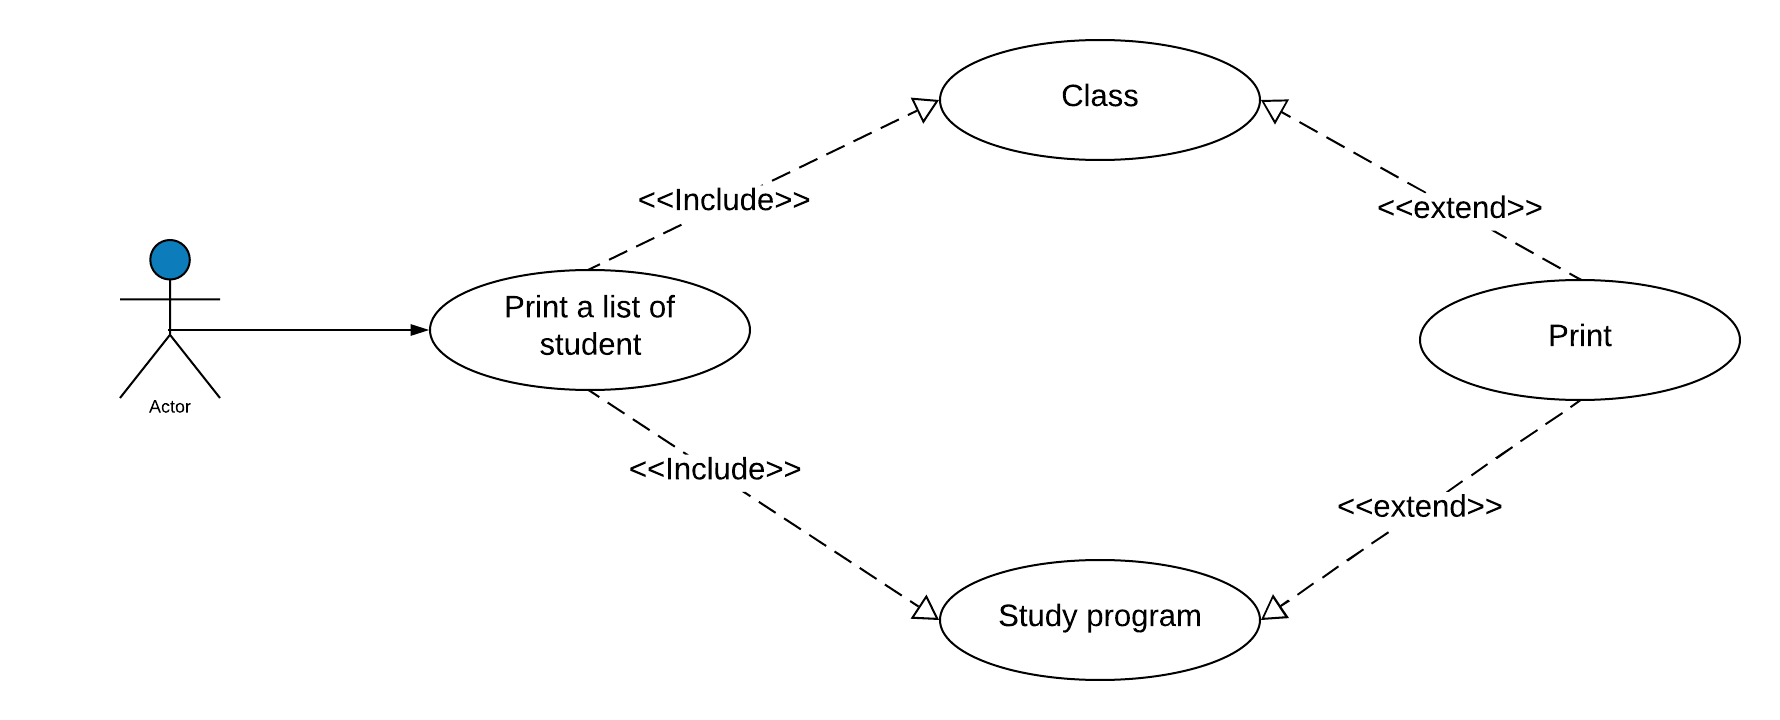 Class
<<Include>>
<<extend>>
Print a list of
student
Print
Actor
<<Include>>
<<extend>>
Study program